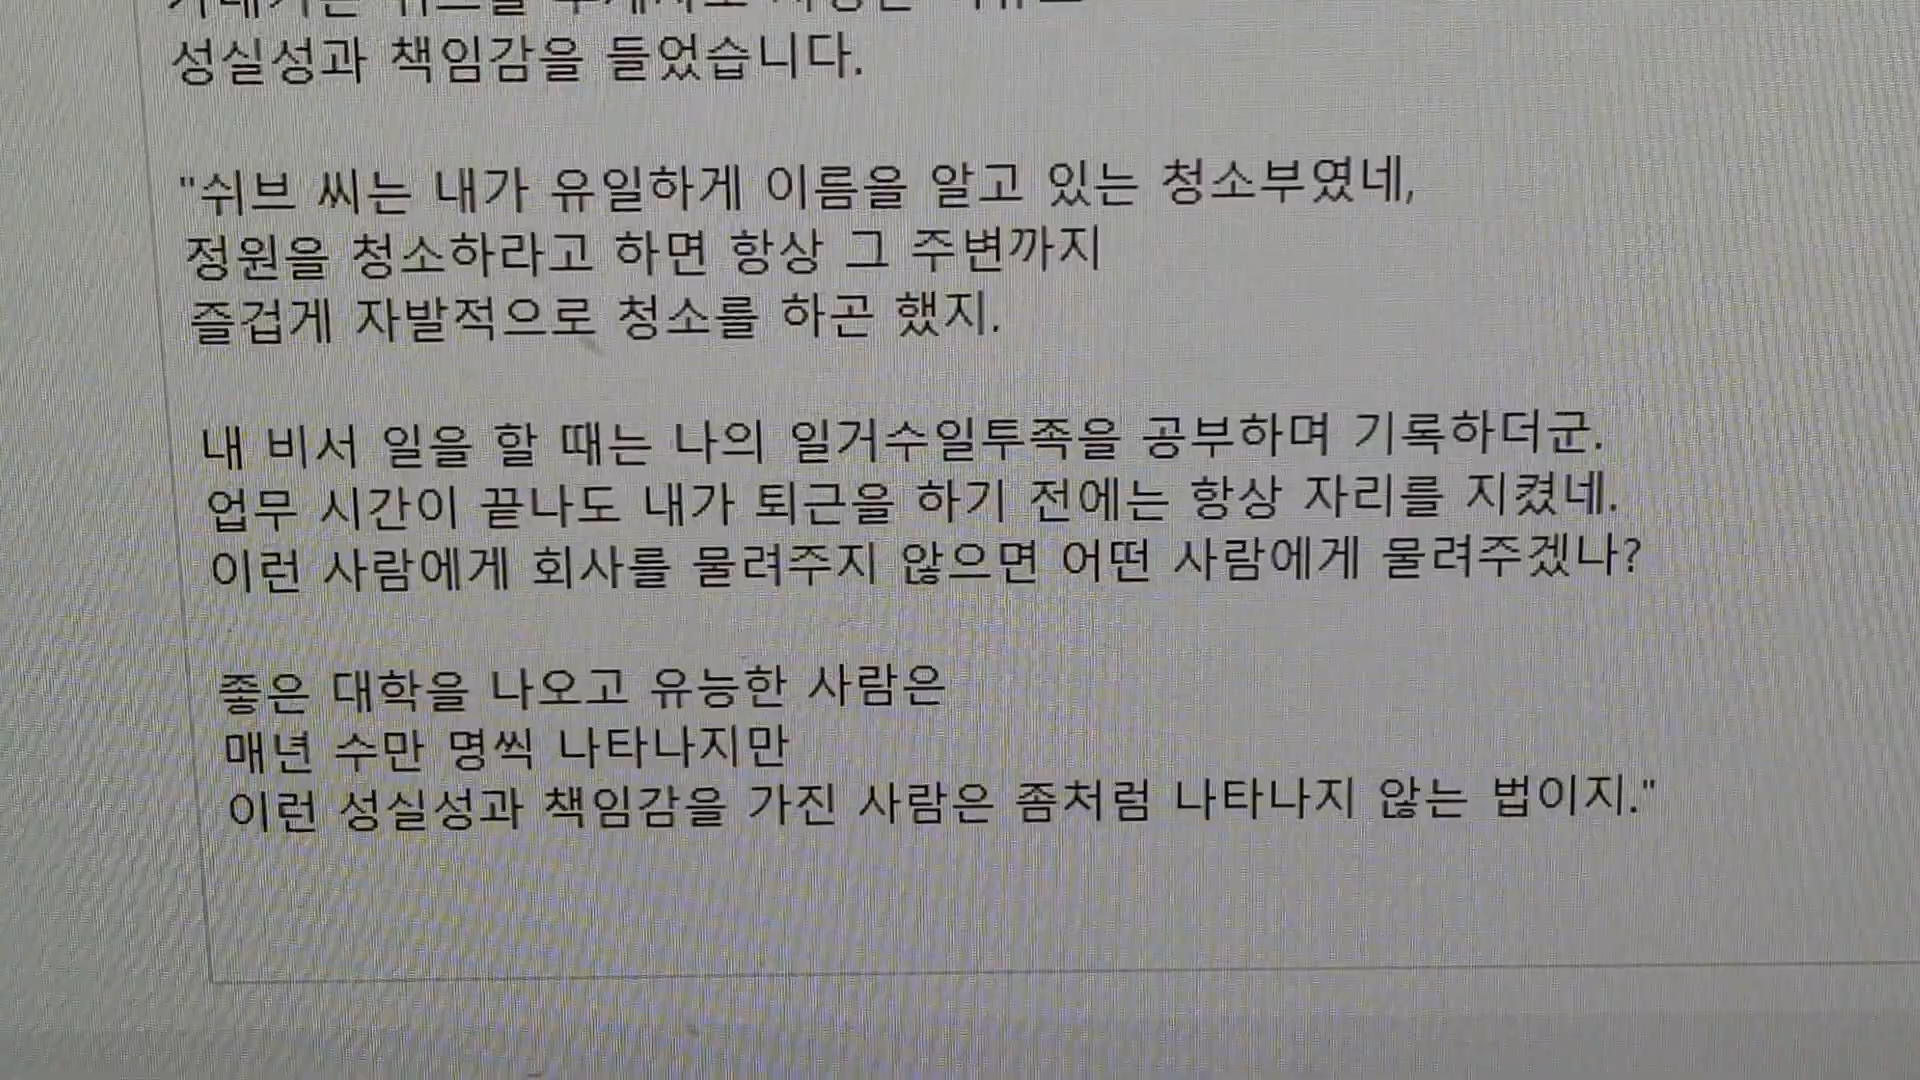 성실성과 책임감을 들었습니다.
"쉬브 씨는 내가 유일하게 이름을 알고 있는 청소부였네,
정원을 청소하라고 하면 항상 그 주변까지
즐겁게 자발적으로 청소를 하곤 했지.
내 비서 일을 할 때는 나의 일거수일투족을 공부하며 기록하더군.
업무 시간이 끝나도 내가 퇴근을 하기 전에는 항상 자리를 지켰네.
이런 사람에게 회사를 물려주지 않으면 어떤 사람에게 물려주겠나?
좋은 대학을 나오고 유능한 사람은
매년 수만 명씩 나타나지만
이런 성실성과 책임감을 가진 사람은 좀처럼 나타나지 않는 법이지."